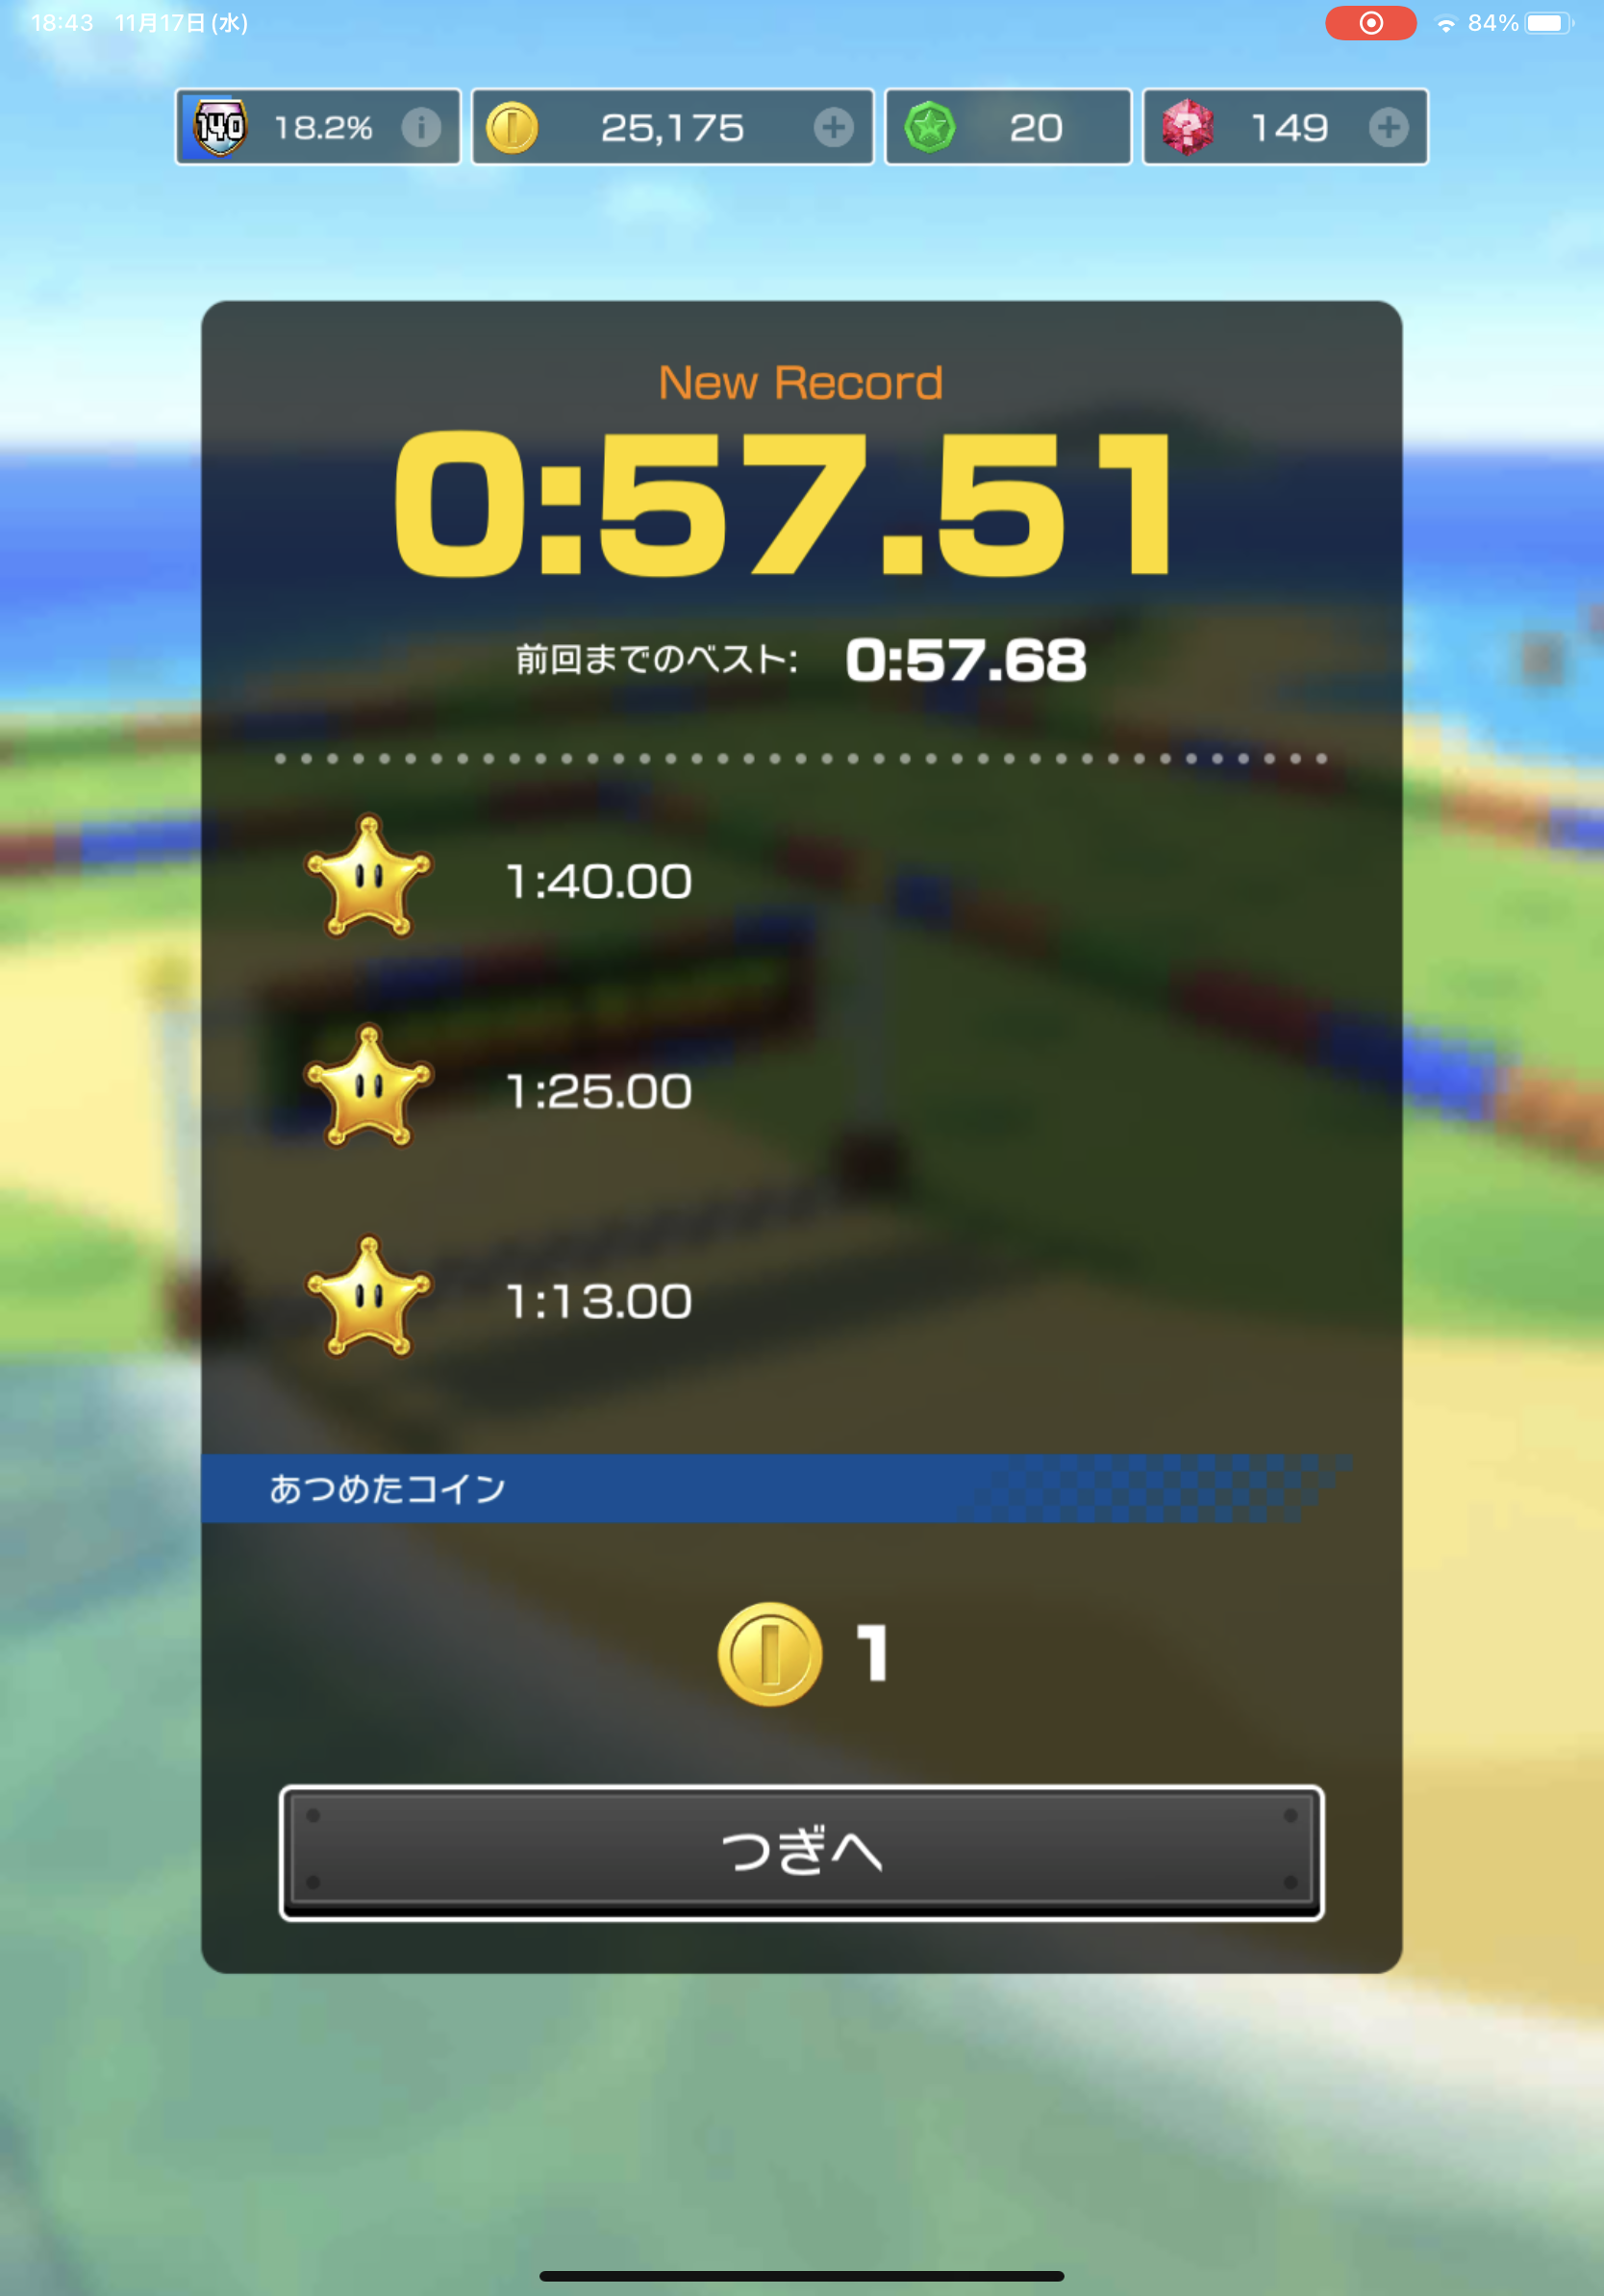 18:43 11月17日(水) 84%
140 18.2% i 25,175 + 20 ? 149 +
New Record
0:57.51
前回までのベスト: 0:57.68
1:40.00
1:25.00
1:13.00
あつめたコイン
1
つぎへ